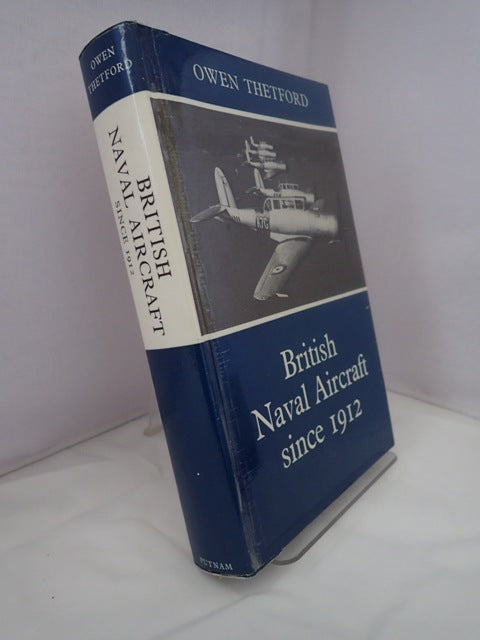 OWEN
THETFORD
BRITISH
NAVAL AIRCRAFT
SINCE 1912
PUTNAM
OWEN THETFORD
British
Naval Aircraft
since 1912